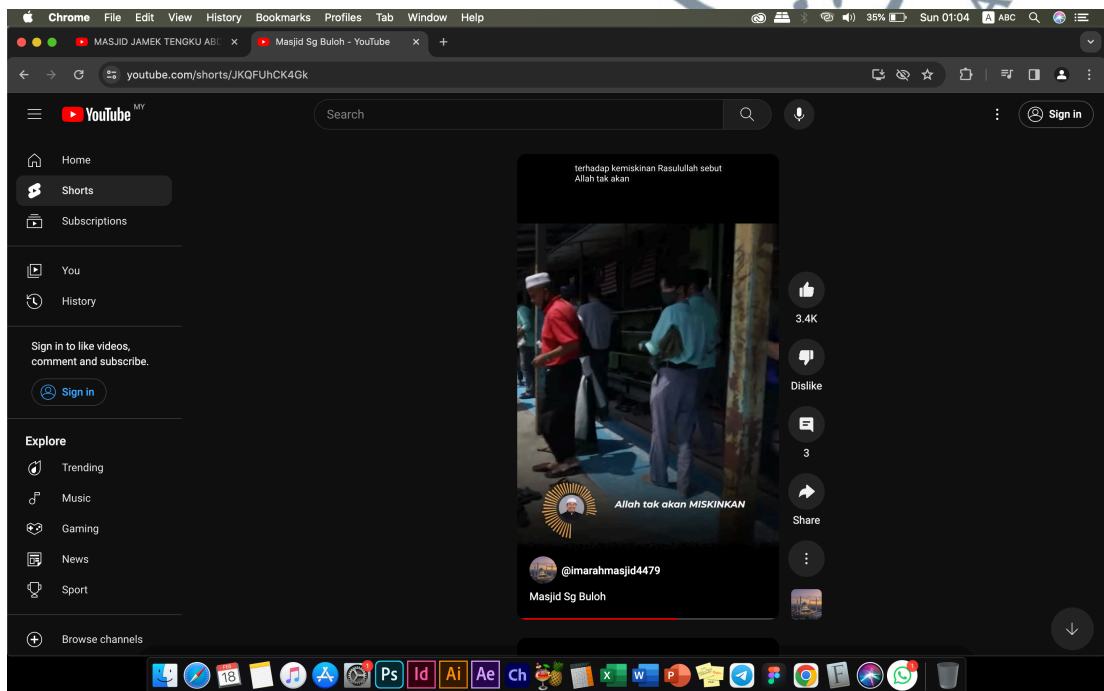 Chrome File Edit View History Bookmarks Profiles Tab Window Help 35% Sun 01:04 A ABC
MASJID JAMEK TENGKU ABD × Masjid Sg Buloh - YouTube × +
youtube.com/shorts/JKQFUhCK4Gk
YouTube MY
Search
Sign in
Home
Shorts
Subscriptions
You
History
Sign in to like videos,
comment and subscribe.
Sign in
Explore
Trending
Music
Gaming
News
Sport
Browse channels
terhadap kemiskinan Rasulullah sebut
Allah tak akan
Allah tak akan MISKINKAN
@imarahmasjid4479
Masjid Sg Buloh
3.4K
Dislike
3
Share
18 1 Ps Id Ai Ae Ch X W P F 1